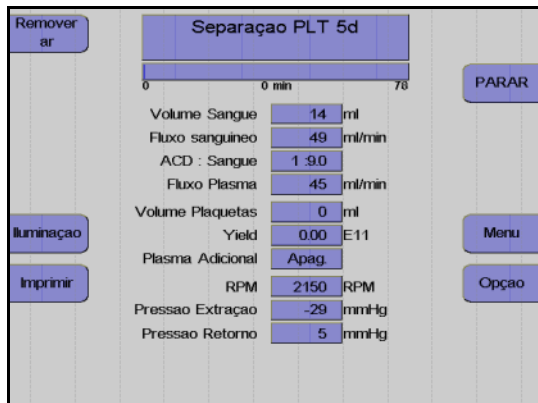 Remover
ar
Separaçao PLT 5d
0 0 min 78
PARAR
Volume Sangue 14 ml
Fluxo sanguineo 49 ml/min
ACD : Sangue 1 :9.0
Fluxo Plasma 45 ml/min
Volume Plaquetas 0 ml
Iluminaçao
Yield 0.00 E11
Menu
Plasma Adicional Apag.
Imprimir
RPM 2150 RPM
Opçao
Pressao Extraçao -29 mmHg
Pressao Retorno 5 mmHg